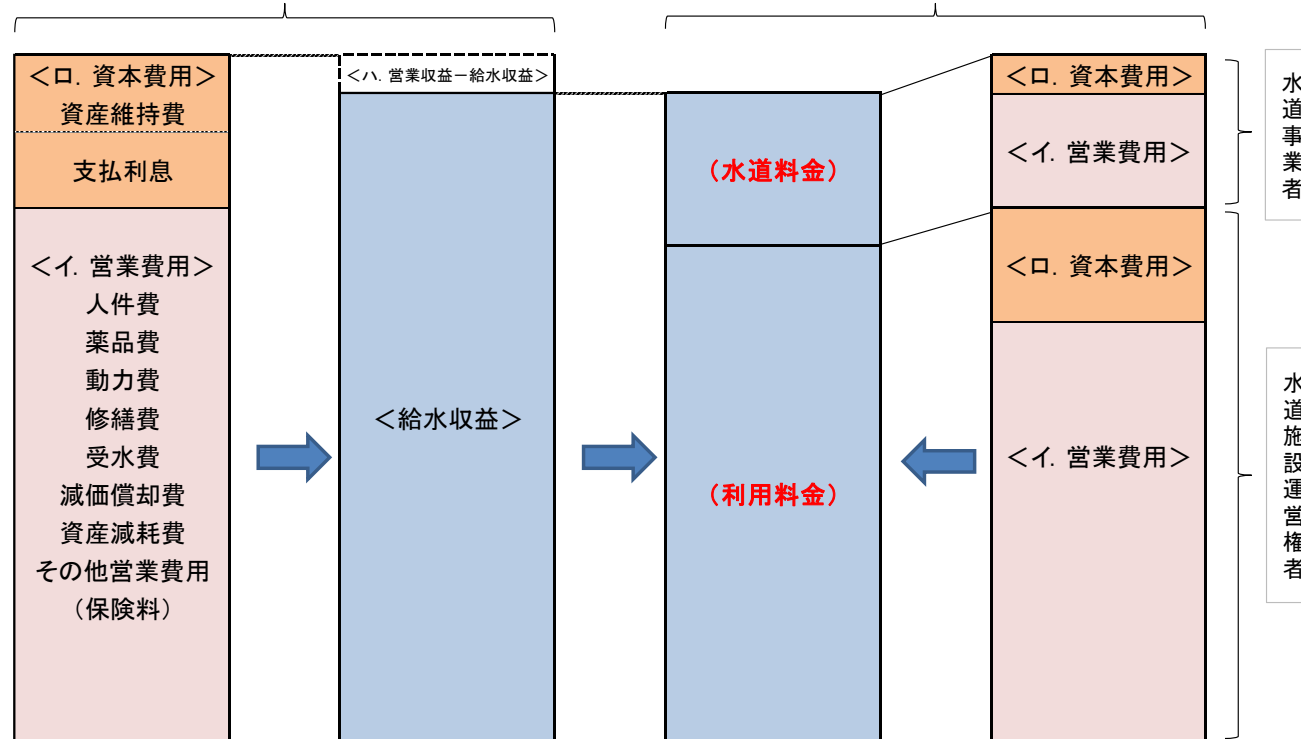 <ロ．資本費用>
資産維持費
支払利息
<イ．営業費用>
人件費
薬品費
動力費
修繕費
受水費
減価償却費
資産減耗費
その他営業費用
（保険料）
<ハ．営業収益－給水収益>
<給水収益>
（水道料金）
（利用料金）
<ロ．資本費用>
<イ．営業費用>
<ロ．資本費用>
<イ．営業費用>
水道事業者
水道施設運営権者